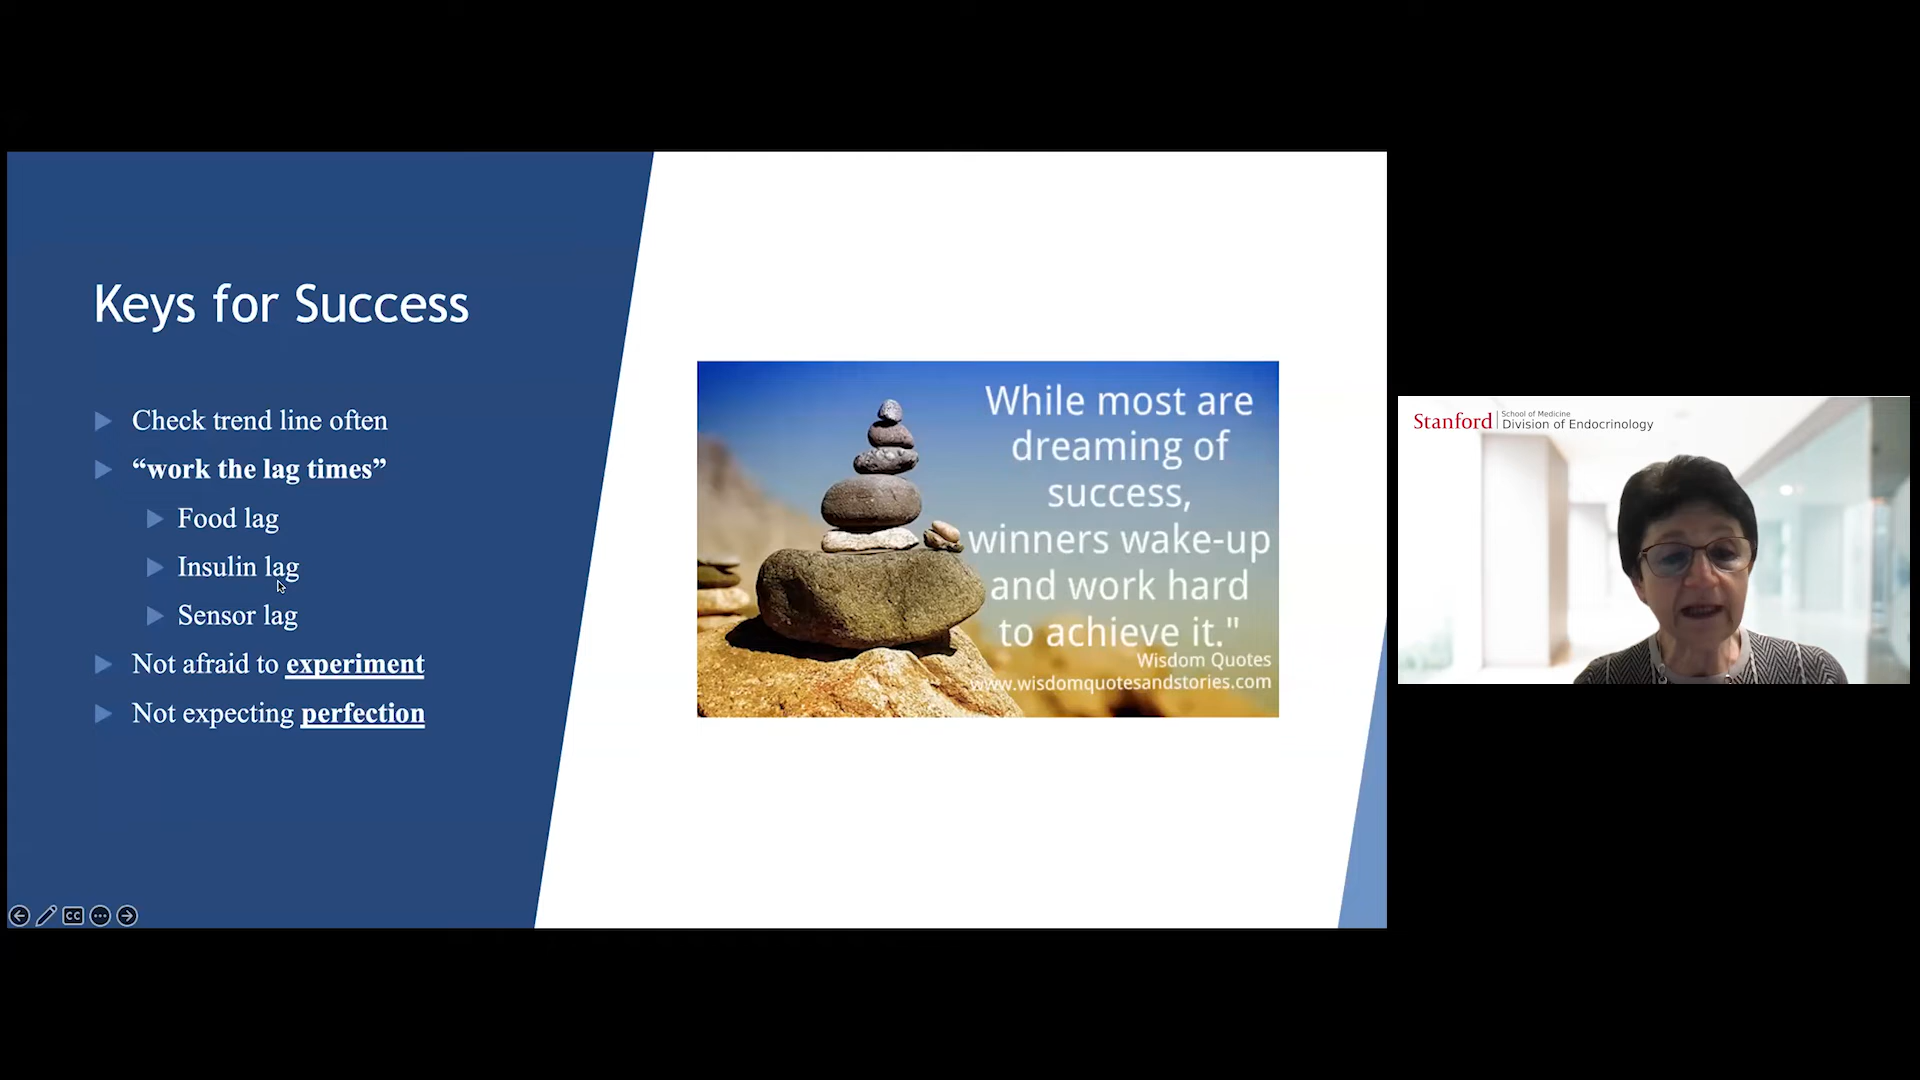 Keys for Success
Check trend line often
“work the lag times”
Food lag
Insulin lag
Sensor lag
Not afraid to experiment
Not expecting perfection
While most are
dreaming of
success,
winners wake-up
and work hard
to achieve it."
Wisdom Quotes
www.wisdomquotesandstories.com
CC
Stanford
School of Medicine
Division of Endocrinology